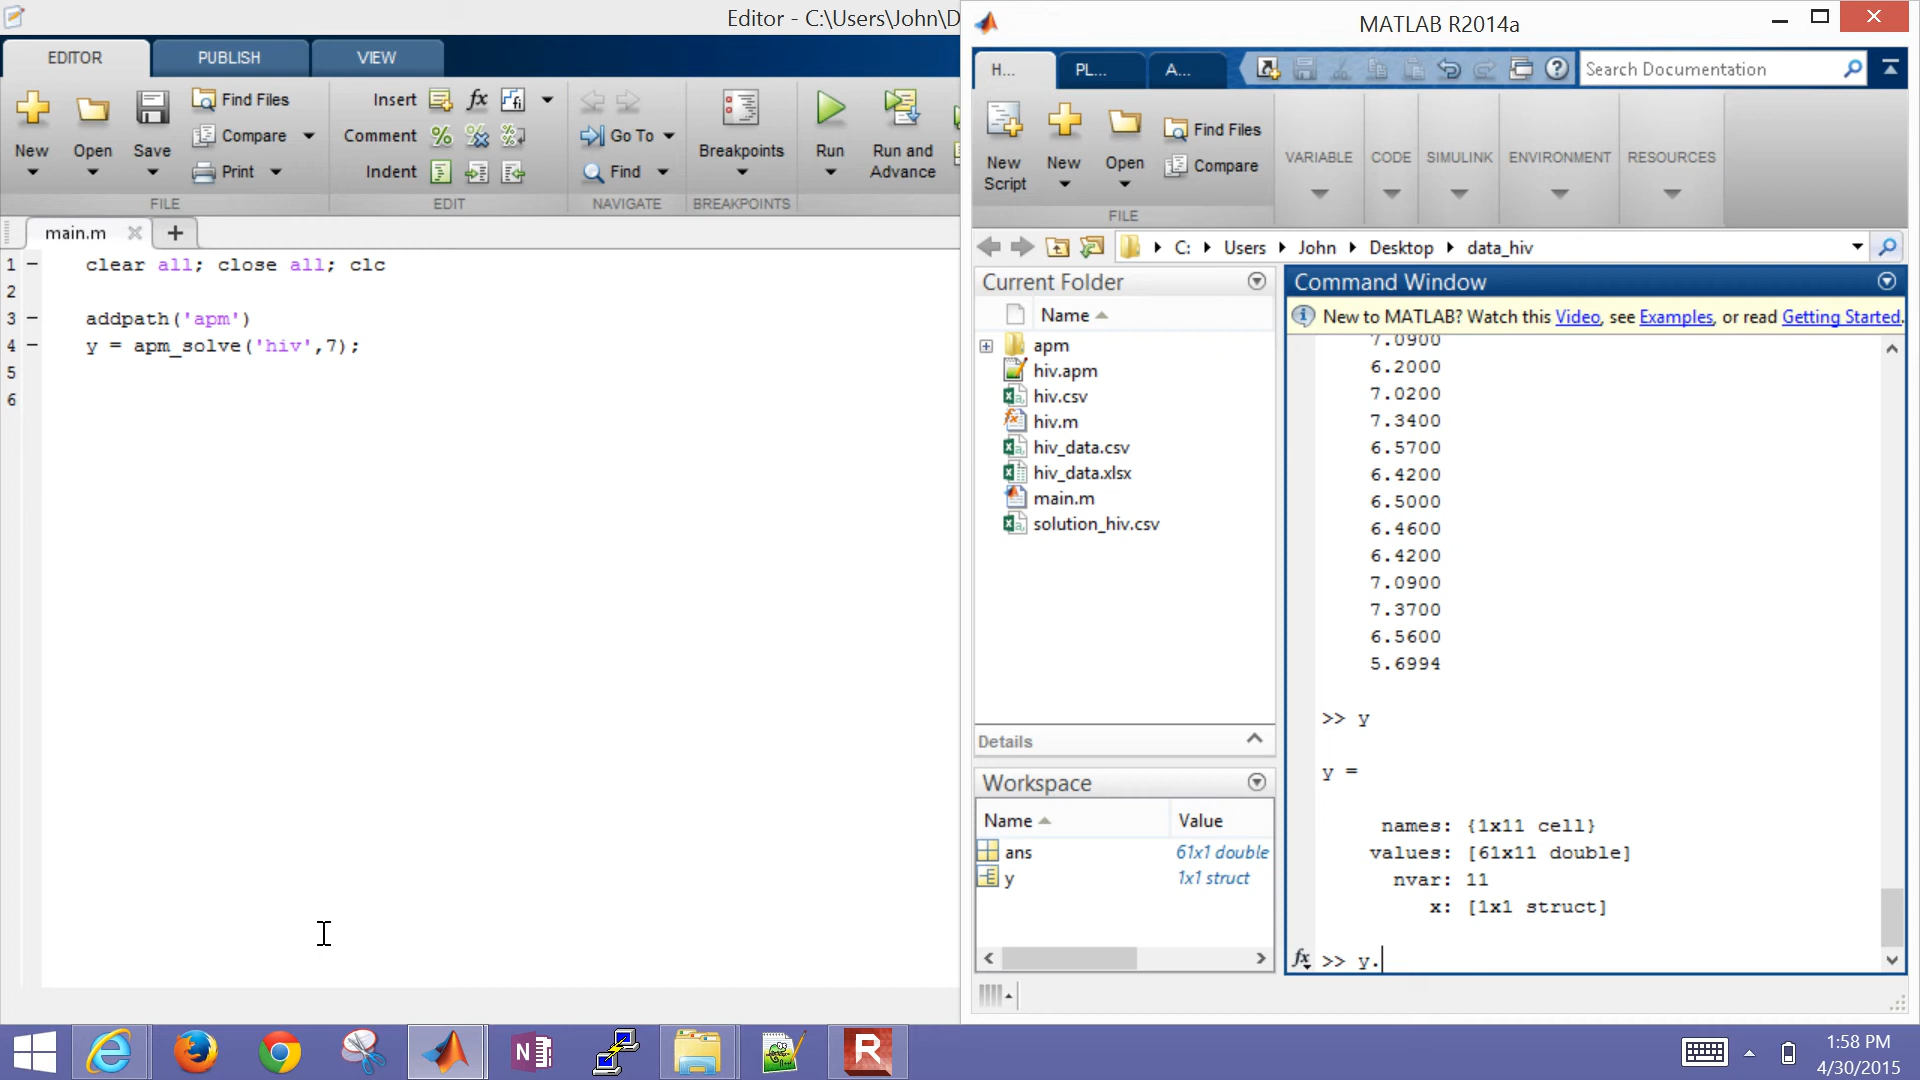 Editor - C:\Users\John\D
EDITOR
PUBLISH
VIEW
New
Open
Save
Find Files
Compare
Print
FILE
Insert
fx
Comment
Indent
EDIT
Go To
Find
NAVIGATE
Breakpoints
BREAKPOINTS
Run
Run and
Advance
main.m
1 clear all; close all; clc
2
3 addpath('apm')
4 y = apm_solve('hiv',7);
5
6
MATLAB R2014a
H...
PL...
A...
Search Documentation
New
Script
New
Open
Find Files
Compare
FILE
VARIABLE
CODE
SIMULINK
ENVIRONMENT
RESOURCES
C:
Users
John
Desktop
data_hiv
Current Folder
Name
apm
hiv.apm
hiv.csv
hiv.m
hiv_data.csv
hiv_data.xlsx
main.m
solution_hiv.csv
Details
Workspace
Name Value
ans 61x1 double
y 1x1 struct
Command Window
New to MATLAB? Watch this Video, see Examples, or read Getting Started.
7.0900
6.2000
7.0200
7.3400
6.5700
6.4200
6.5000
6.4600
6.4200
7.0900
7.3700
6.5600
5.6994
>> y
y =
names: {1x11 cell}
values: [61x11 double]
nvar: 11
x: [1x1 struct]
fx >> y.
N
R
1:58 PM
4/30/2015